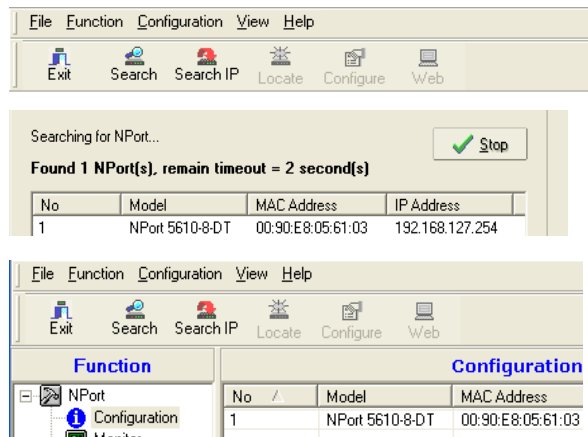 File Function Configuration View Help
Exit Search Search IP Locate Configure Web
Searching for NPort...
Stop
Found 1 NPort(s), remain timeout = 2 second(s)
No Model MAC Address IP Address
1 NPort 5610-8-DT 00:90:E8:05:61:03 192.168.127.254
File Function Configuration View Help
Exit Search Search IP Locate Configure Web
Function Configuration
NPort No Model MAC Address
Configuration 1 NPort 5610-8-DT 00:90:E8:05:61:03